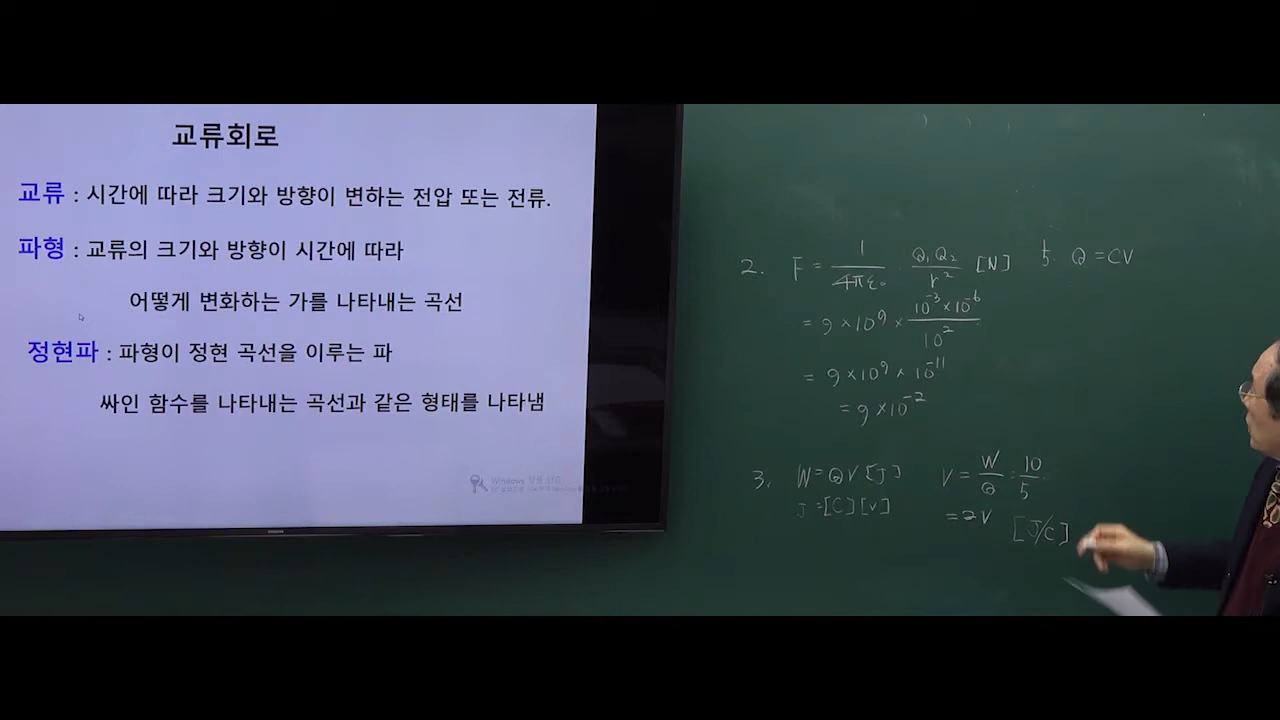 교류회로
교류 : 시간에 따라 크기와 방향이 변하는 전압 또는 전류.
파형 : 교류의 크기와 방향이 시간에 따라
어떻게 변화하는 가를 나타내는 곡선
정현파 : 파형이 정현 곡선을 이루는 파
싸인 함수를 나타내는 곡선과 같은 형태를 나타냄
Windows 정품 인증
2. F = 1/4πε₀ · Q₁Q₂/r² [N]
= 9×10⁹ × 10⁻³×10⁻⁶/10²
= 9×10⁹ × 10⁻¹¹
= 9×10⁻²
5. Q = CV
3. W = QV [J]
J = [C][V]
V = W/Q = 10/5
= 2V [J/C]